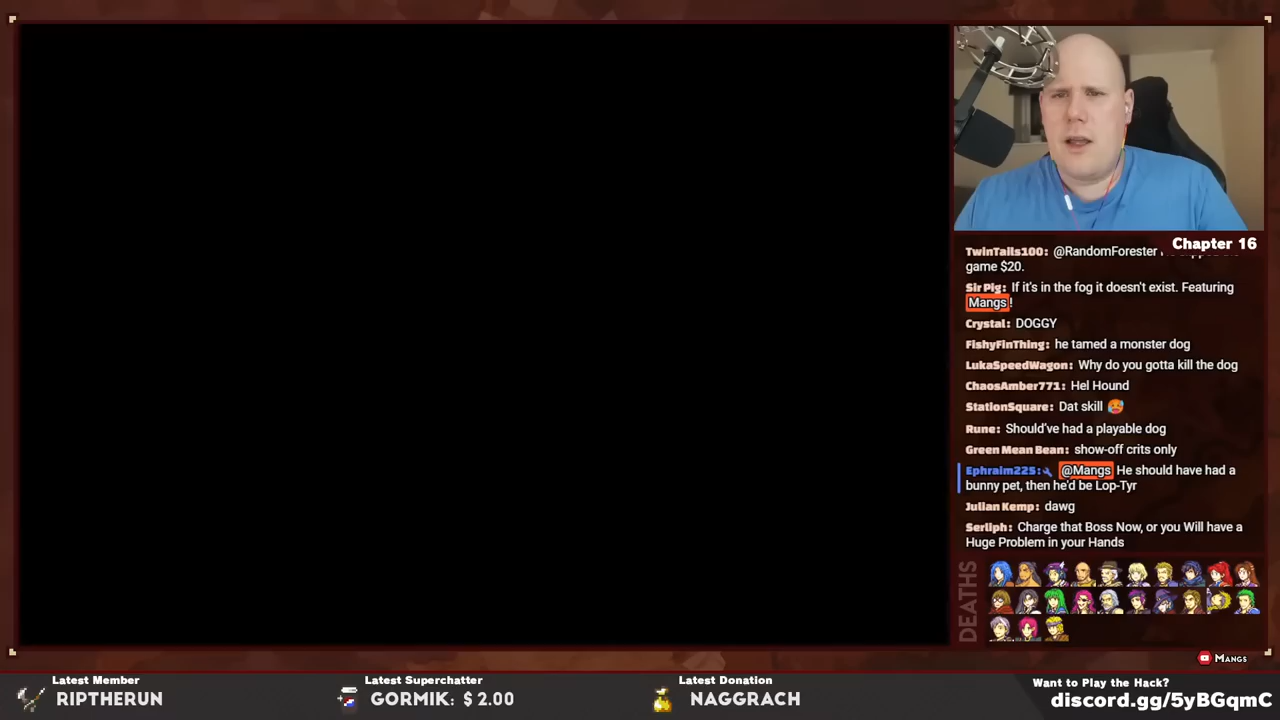 Chapter 16
TwinTails100: @RandomForester
game $20.
Sir Pig: If it's in the fog it doesn't exist. Featuring
Mangs!
Crystal: DOGGY
FishyFinThing: he tamed a monster dog
LukaSpeedWagon: Why do you gotta kill the dog
ChaosAmber771: Hel Hound
StationSquare: Dat skill 🥵
Rune: Should've had a playable dog
Green Mean Bean: show-off crits only
Ephraim225: @Mangs He should have had a
bunny pet, then he'd be Lop-Tyr
Julian Kemp: dawg
Serliph: Charge that Boss Now, or you Will have a
Huge Problem in your Hands
DEATHS
Mangs
Latest Member
RIPTHERUN
Latest Superchatter
GORMIK: $ 2.00
Latest Donation
NAGGRACH
Want to Play the Hack?
discord.gg/5yBGqmC